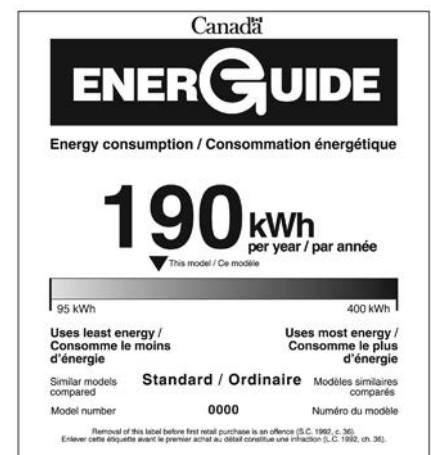 Canada
ENERGUIDE
Energy consumption / Consommation énergétique
190 kWh
per year / par année
This model / Ce modèle
95 kWh 400 kWh
Uses least energy / Uses most energy /
Consomme le moins Consomme le plus
d'énergie d'énergie
Similar models compared Standard / Ordinaire Modèles similaires comparés
Model number 0000 Numéro du modèle
Removal of this label before first retail purchase is an offence (S.C. 1992, c. 36).
Enlever cette étiquette avant le premier achat au détail constitue une infraction (L.C. 1992, ch. 36).